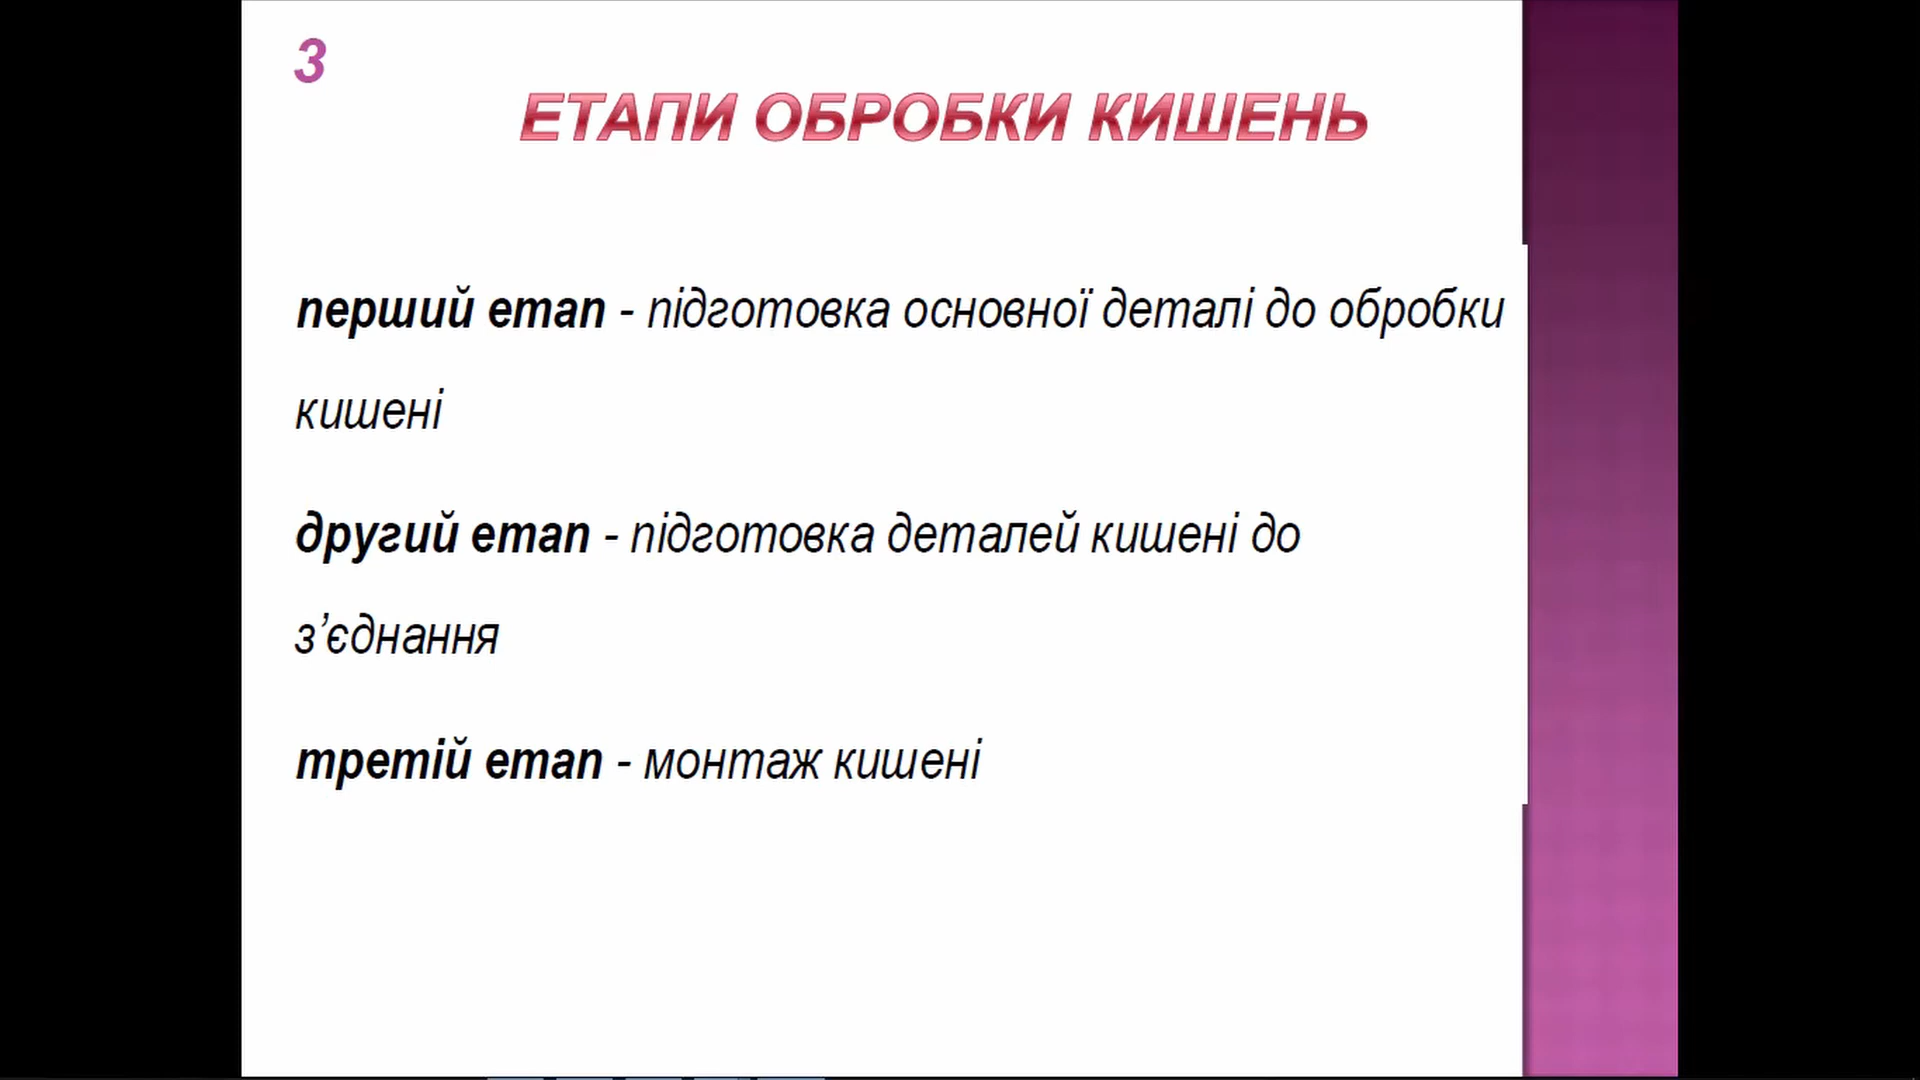 3
ЕТАПИ ОБРОБКИ КИШЕНЬ
перший етап - підготовка основної деталі до обробки
кишені
другий етап - підготовка деталей кишені до
з’єднання
третій етап - монтаж кишені